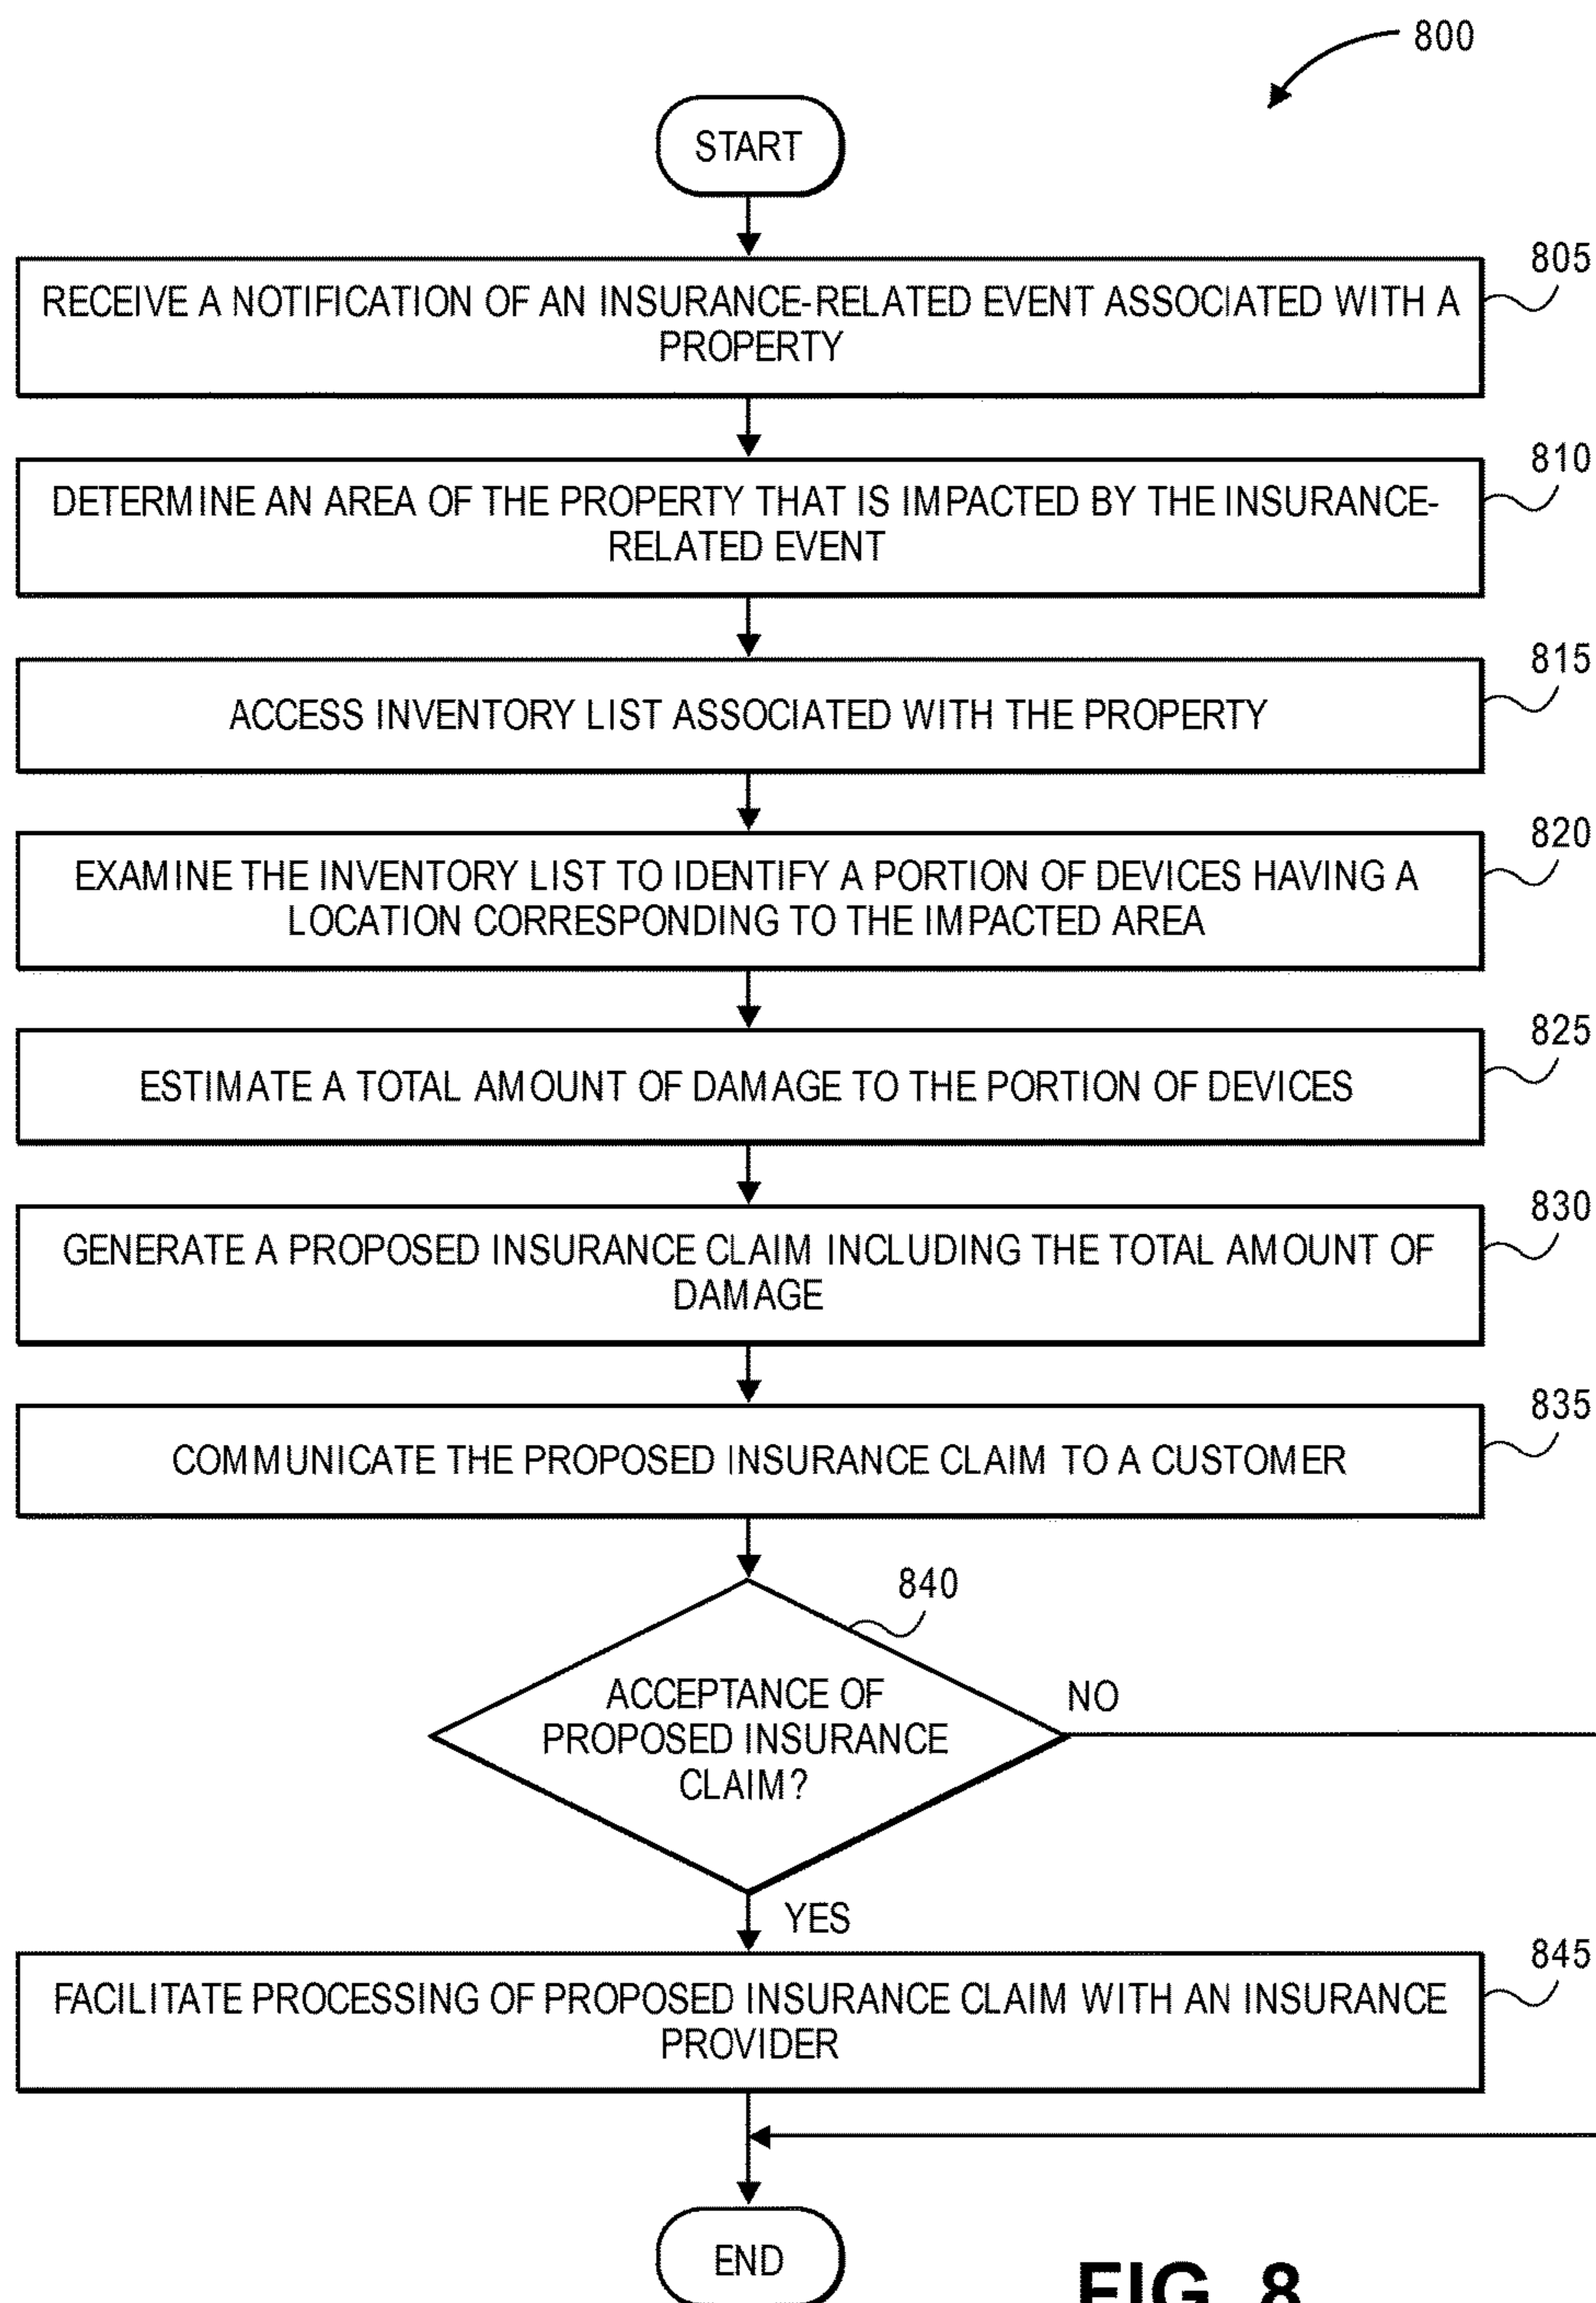 800
START
805
RECEIVE A NOTIFICATION OF AN INSURANCE-RELATED EVENT ASSOCIATED WITH A
PROPERTY
810
DETERMINE AN AREA OF THE PROPERTY THAT IS IMPACTED BY THE INSURANCE-
RELATED EVENT
815
ACCESS INVENTORY LIST ASSOCIATED WITH THE PROPERTY
820
EXAMINE THE INVENTORY LIST TO IDENTIFY A PORTION OF DEVICES HAVING A
LOCATION CORRESPONDING TO THE IMPACTED AREA
825
ESTIMATE A TOTAL AMOUNT OF DAMAGE TO THE PORTION OF DEVICES
830
GENERATE A PROPOSED INSURANCE CLAIM INCLUDING THE TOTAL AMOUNT OF
DAMAGE
835
COMMUNICATE THE PROPOSED INSURANCE CLAIM TO A CUSTOMER
840
ACCEPTANCE OF
PROPOSED INSURANCE
CLAIM?
NO
YES
845
FACILITATE PROCESSING OF PROPOSED INSURANCE CLAIM WITH AN INSURANCE
PROVIDER
END
FIG. 8